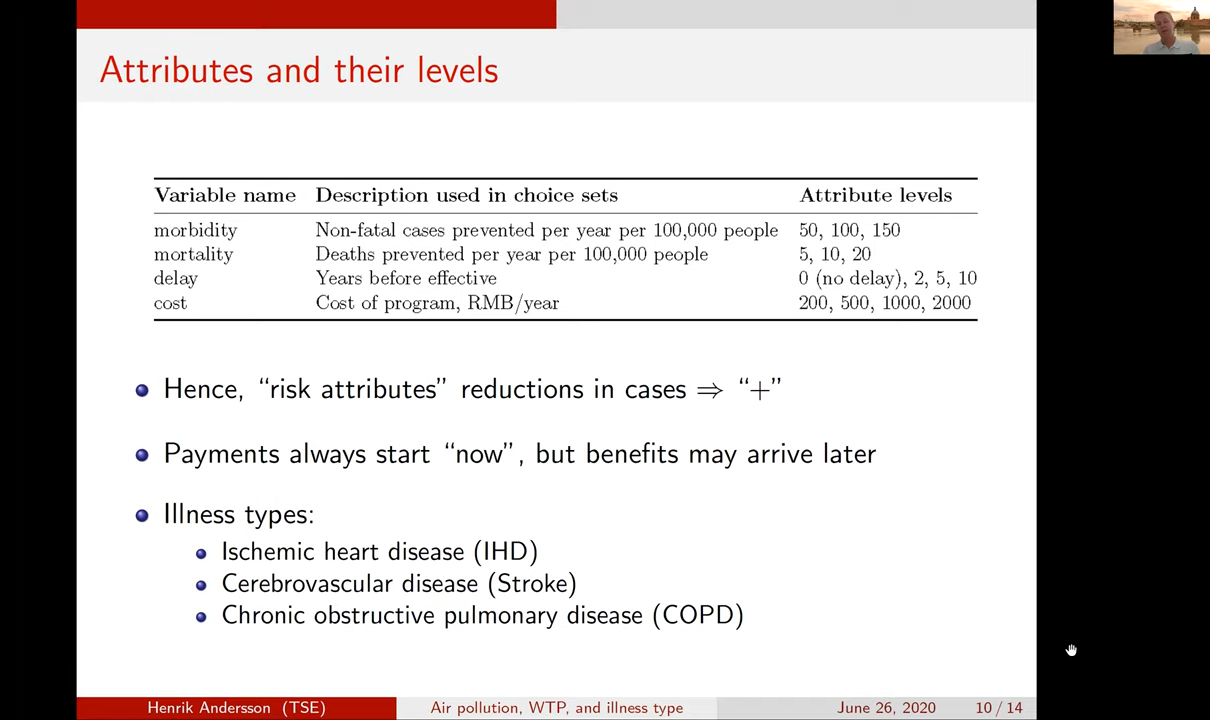 Attributes and their levels
Variable name Description used in choice sets Attribute levels
morbidity Non-fatal cases prevented per year per 100,000 people 50, 100, 150
mortality Deaths prevented per year per 100,000 people 5, 10, 20
delay Years before effective 0 (no delay), 2, 5, 10
cost Cost of program, RMB/year 200, 500, 1000, 2000
Hence, “risk attributes” reductions in cases ⇒ “+”
Payments always start “now”, but benefits may arrive later
Illness types:
Ischemic heart disease (IHD)
Cerebrovascular disease (Stroke)
Chronic obstructive pulmonary disease (COPD)
Henrik Andersson (TSE) Air pollution, WTP, and illness type June 26, 2020 10 / 14